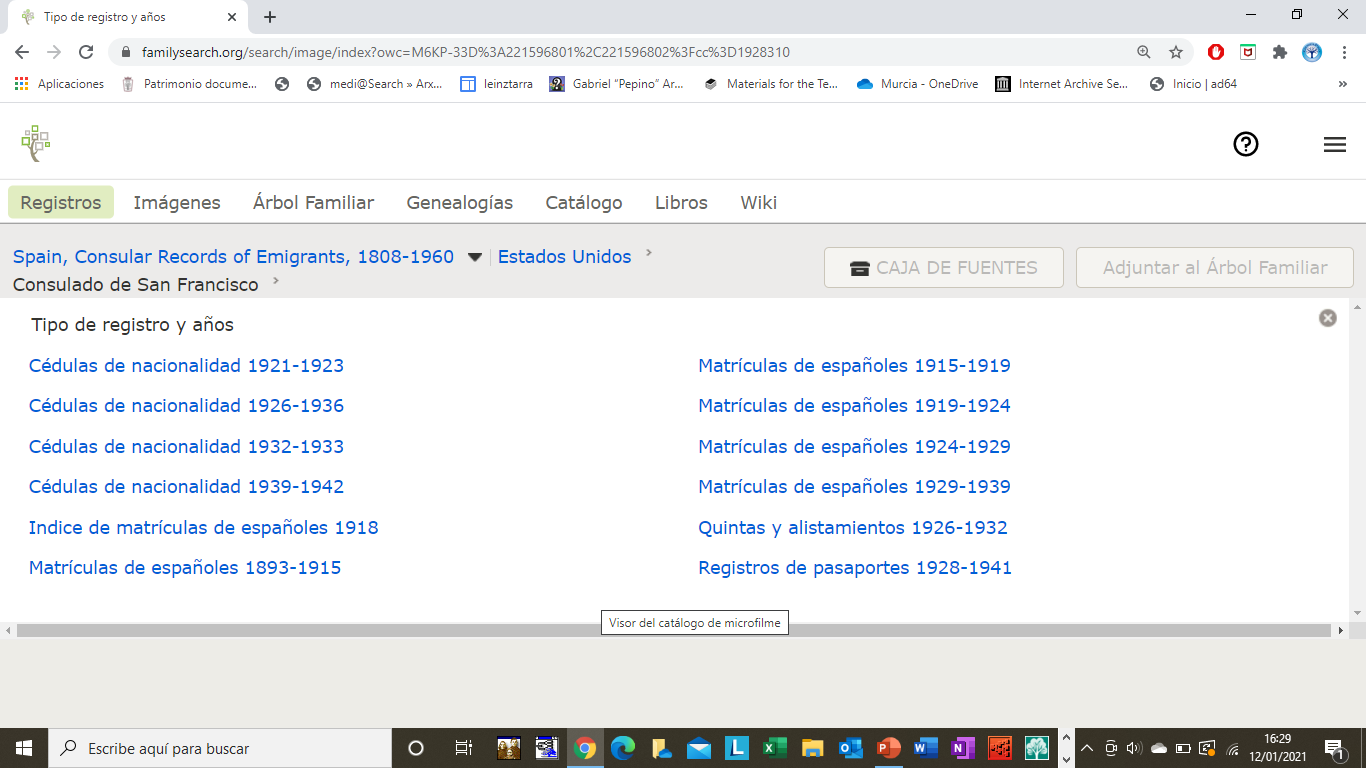 Tipo de registro y años
familysearch.org/search/image/index?owc=M6KP-33D%3A221596801%2C221596802%3Fcc%3D1928310
Aplicaciones
Patrimonio docume...
medi@Search » Arx...
leinztarra
Gabriel “Pepino” Ar...
Materials for the Te...
Murcia - OneDrive
Internet Archive Se...
Inicio | ad64
Registros
Imágenes
Árbol Familiar
Genealogías
Catálogo
Libros
Wiki
Spain, Consular Records of Emigrants, 1808-1960
Estados Unidos
Consulado de San Francisco
CAJA DE FUENTES
Adjuntar al Árbol Familiar
Tipo de registro y años
Cédulas de nacionalidad 1921-1923
Cédulas de nacionalidad 1926-1936
Cédulas de nacionalidad 1932-1933
Cédulas de nacionalidad 1939-1942
Indice de matrículas de españoles 1918
Matrículas de españoles 1893-1915
Matrículas de españoles 1915-1919
Matrículas de españoles 1919-1924
Matrículas de españoles 1924-1929
Matrículas de españoles 1929-1939
Quintas y alistamientos 1926-1932
Registros de pasaportes 1928-1941
Visor del catálogo de microfilme
Escribe aquí para buscar
16:29
12/01/2021
1